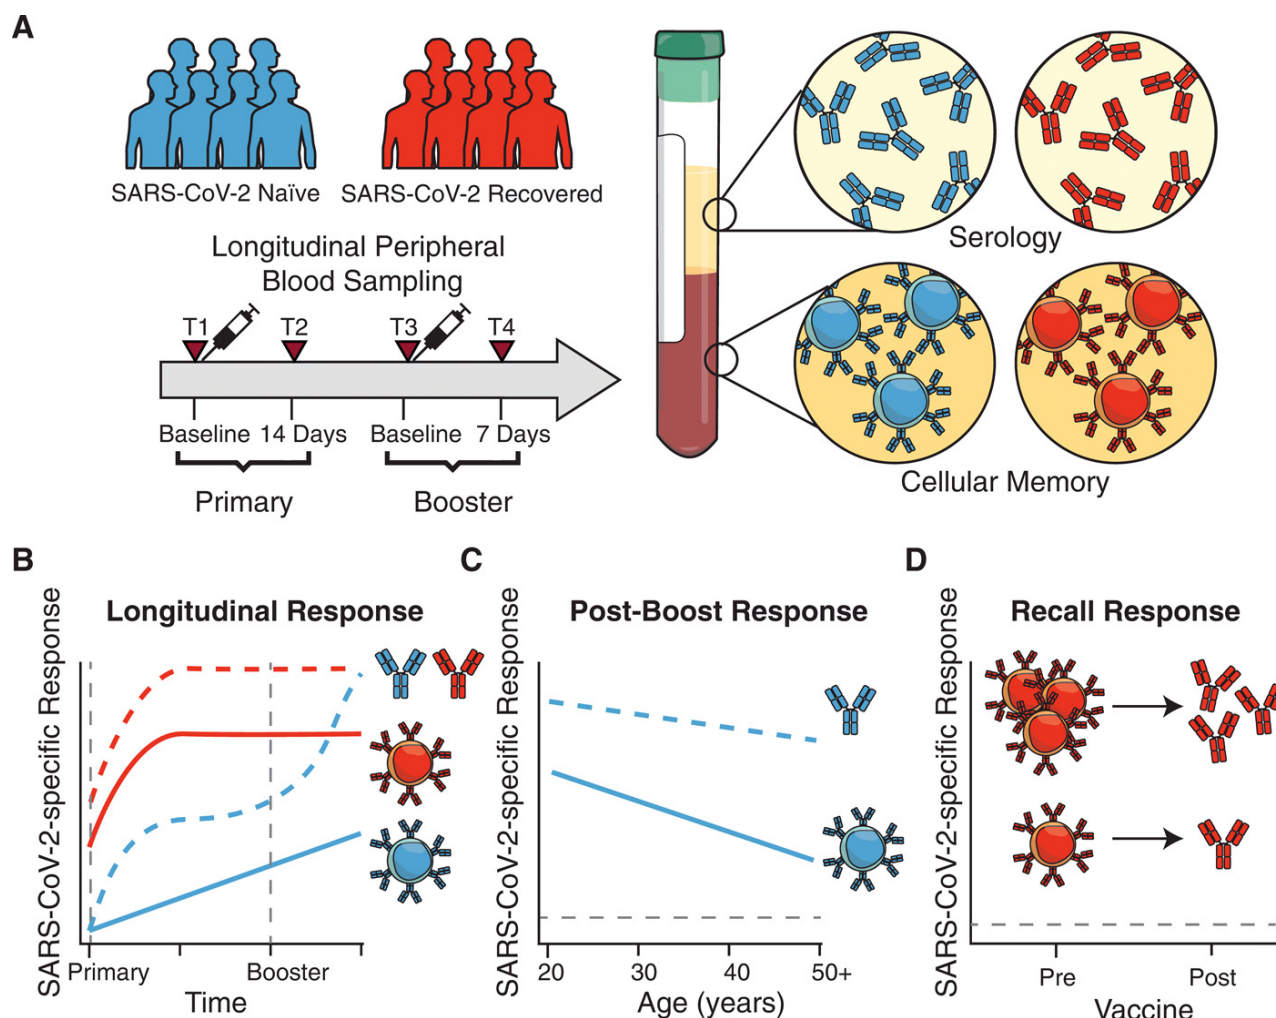 A
SARS-CoV-2 Naïve
SARS-CoV-2 Recovered
Longitudinal Peripheral
Blood Sampling
T1
T2
T3
T4
Baseline
14 Days
Baseline
7 Days
Primary
Booster
Serology
Cellular Memory
B
Longitudinal Response
SARS-CoV-2-specific Response
Primary
Booster
Time
C
Post-Boost Response
SARS-CoV-2-specific Response
20
30
40
50+
Age (years)
D
Recall Response
SARS-CoV-2-specific Response
Pre
Post
Vaccine